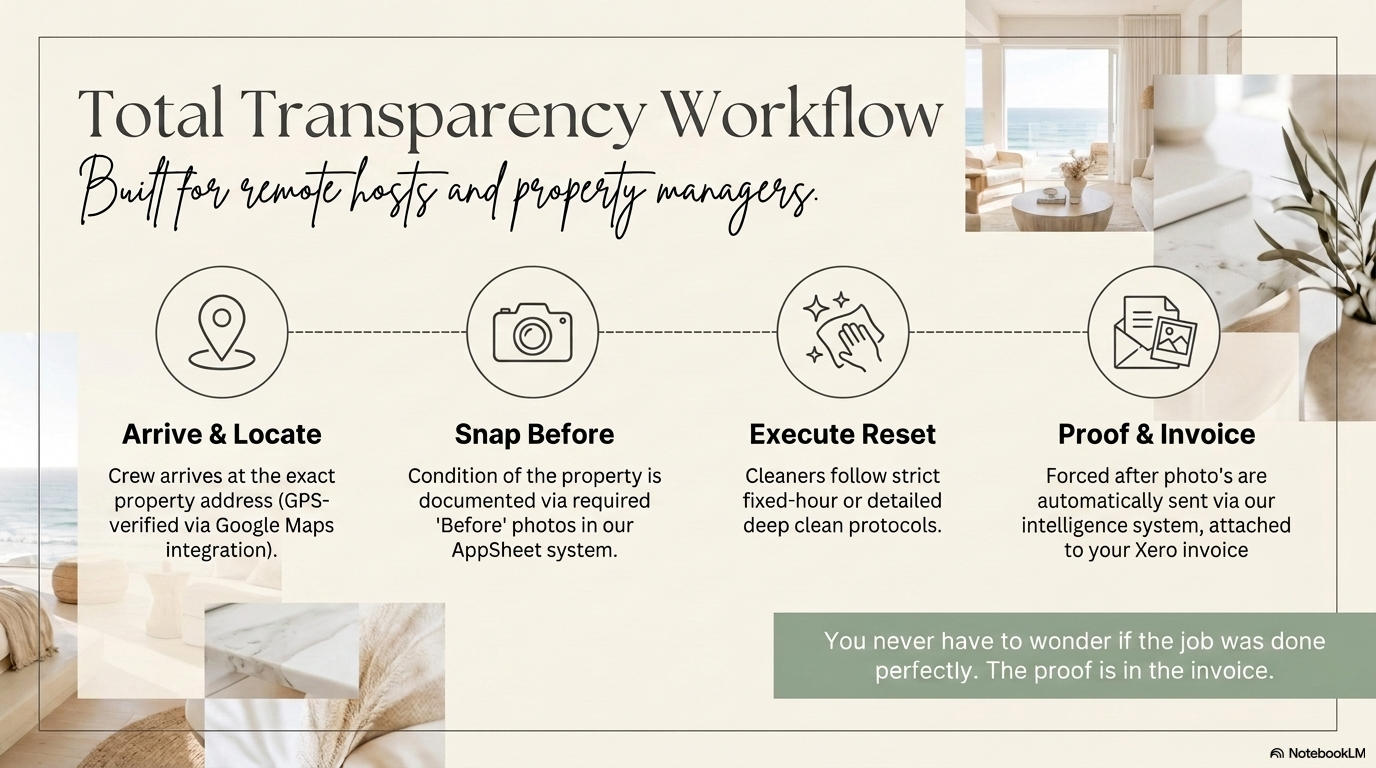 Total Transparency Workflow
Built for remote hosts and property managers.
Arrive & Locate
Crew arrives at the exact
property address (GPS-
verified via Google Maps
integration).
Snap Before
Condition of the property is
documented via required
'Before' photos in our
AppSheet system.
Execute Reset
Cleaners follow strict
fixed-hour or detailed
deep clean protocols.
Proof & Invoice
Forced after photo's are
automatically sent via our
intelligence system, attached
to your Xero invoice
You never have to wonder if the job was done
perfectly. The proof is in the invoice.
NotebookLM